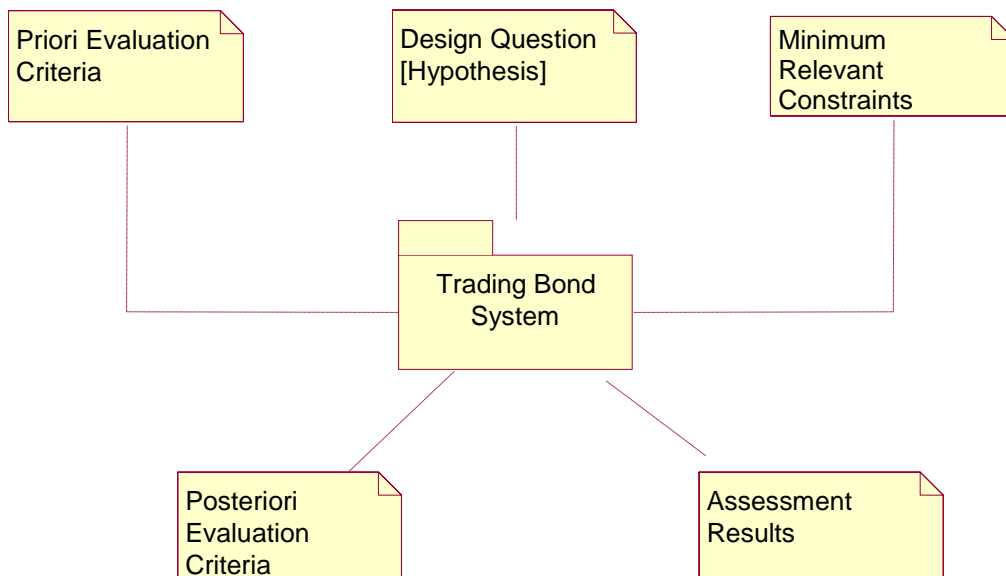 Priori Evaluation
Criteria
Design Question
[Hypothesis]
Minimum
Relevant
Constraints
Trading Bond
System
Posteriori
Evaluation
Criteria
Assessment
Results